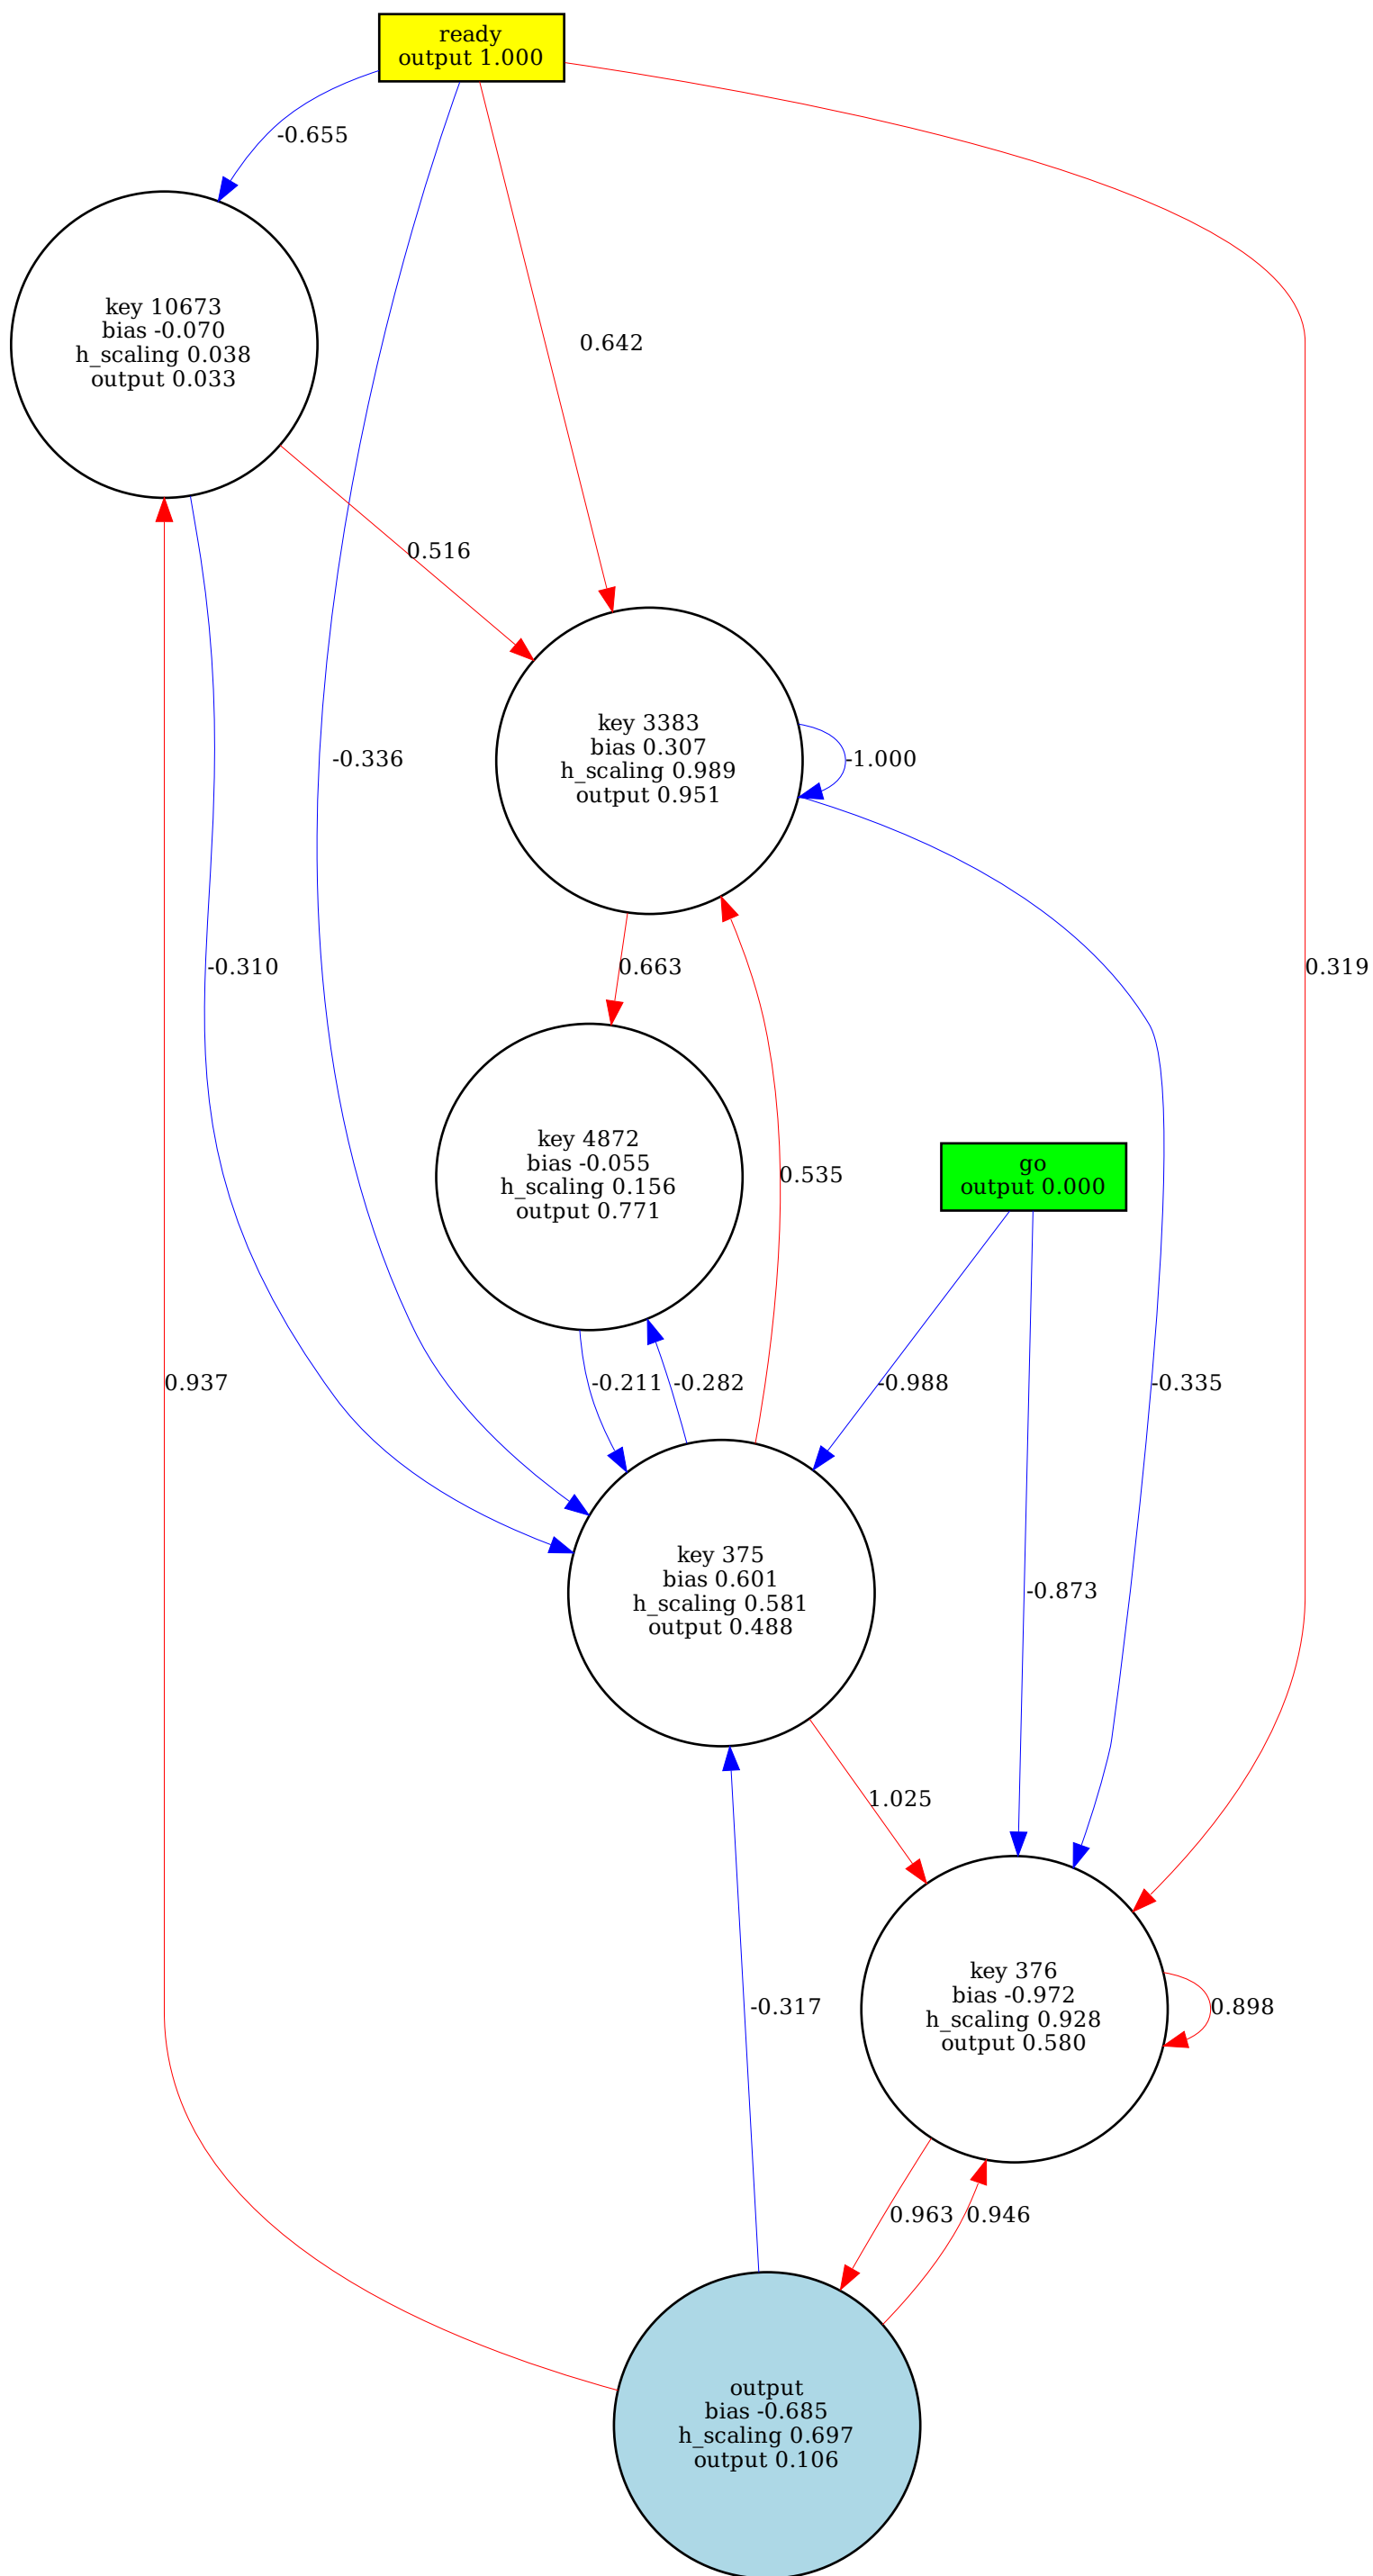 ready
output 1.000
-0.655
key 10673
bias -0.070
h_scaling 0.038
output 0.033
0.642
0.516
key 3383
bias 0.307
h_scaling 0.989
output 0.951
-0.336
-1.000
-0.310
0.663
0.319
key 4872
bias -0.055
h_scaling 0.156
output 0.771
go
output 0.000
0.535
0.937
-0.211
-0.282
-0.988
-0.335
key 375
bias 0.601
h_scaling 0.581
output 0.488
-0.873
1.025
key 376
bias -0.972
h_scaling 0.928
output 0.580
-0.317
0.898
0.963
0.946
output
bias -0.685
h_scaling 0.697
output 0.106